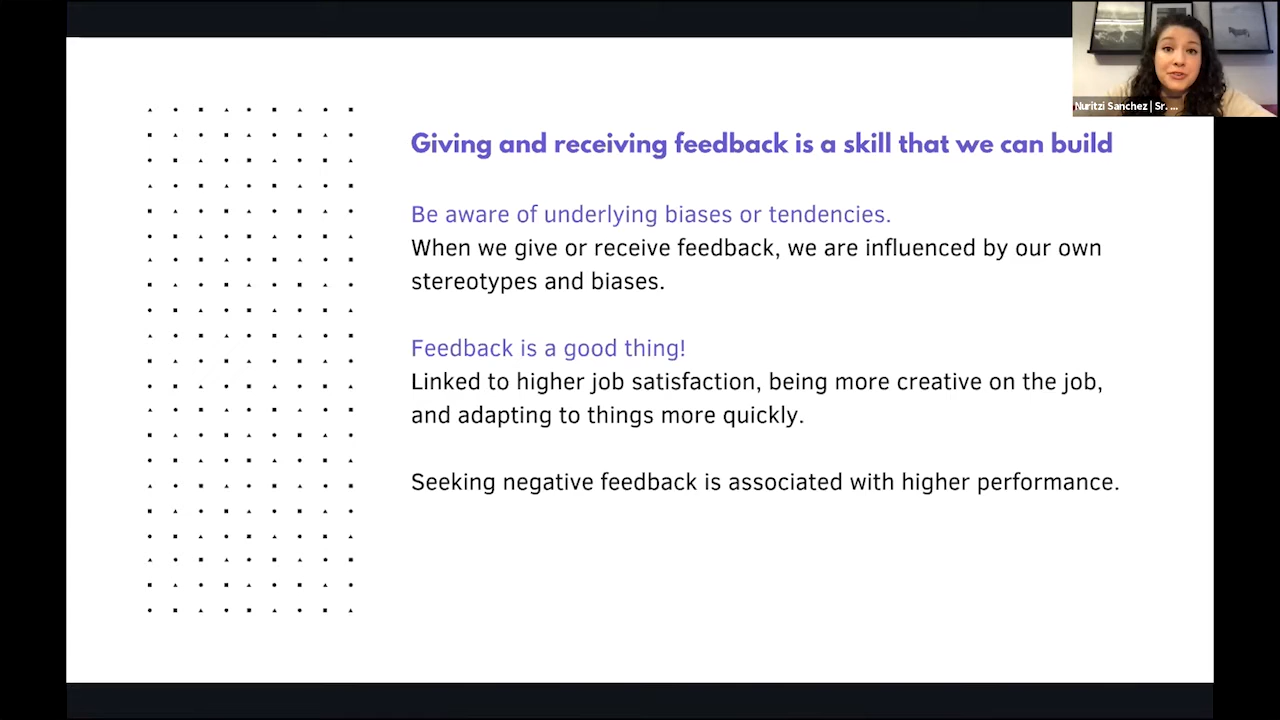 Nuritzi Sanchez | Sr. ...
Giving and receiving feedback is a skill that we can build
Be aware of underlying biases or tendencies.
When we give or receive feedback, we are influenced by our own
stereotypes and biases.
Feedback is a good thing!
Linked to higher job satisfaction, being more creative on the job,
and adapting to things more quickly.
Seeking negative feedback is associated with higher performance.